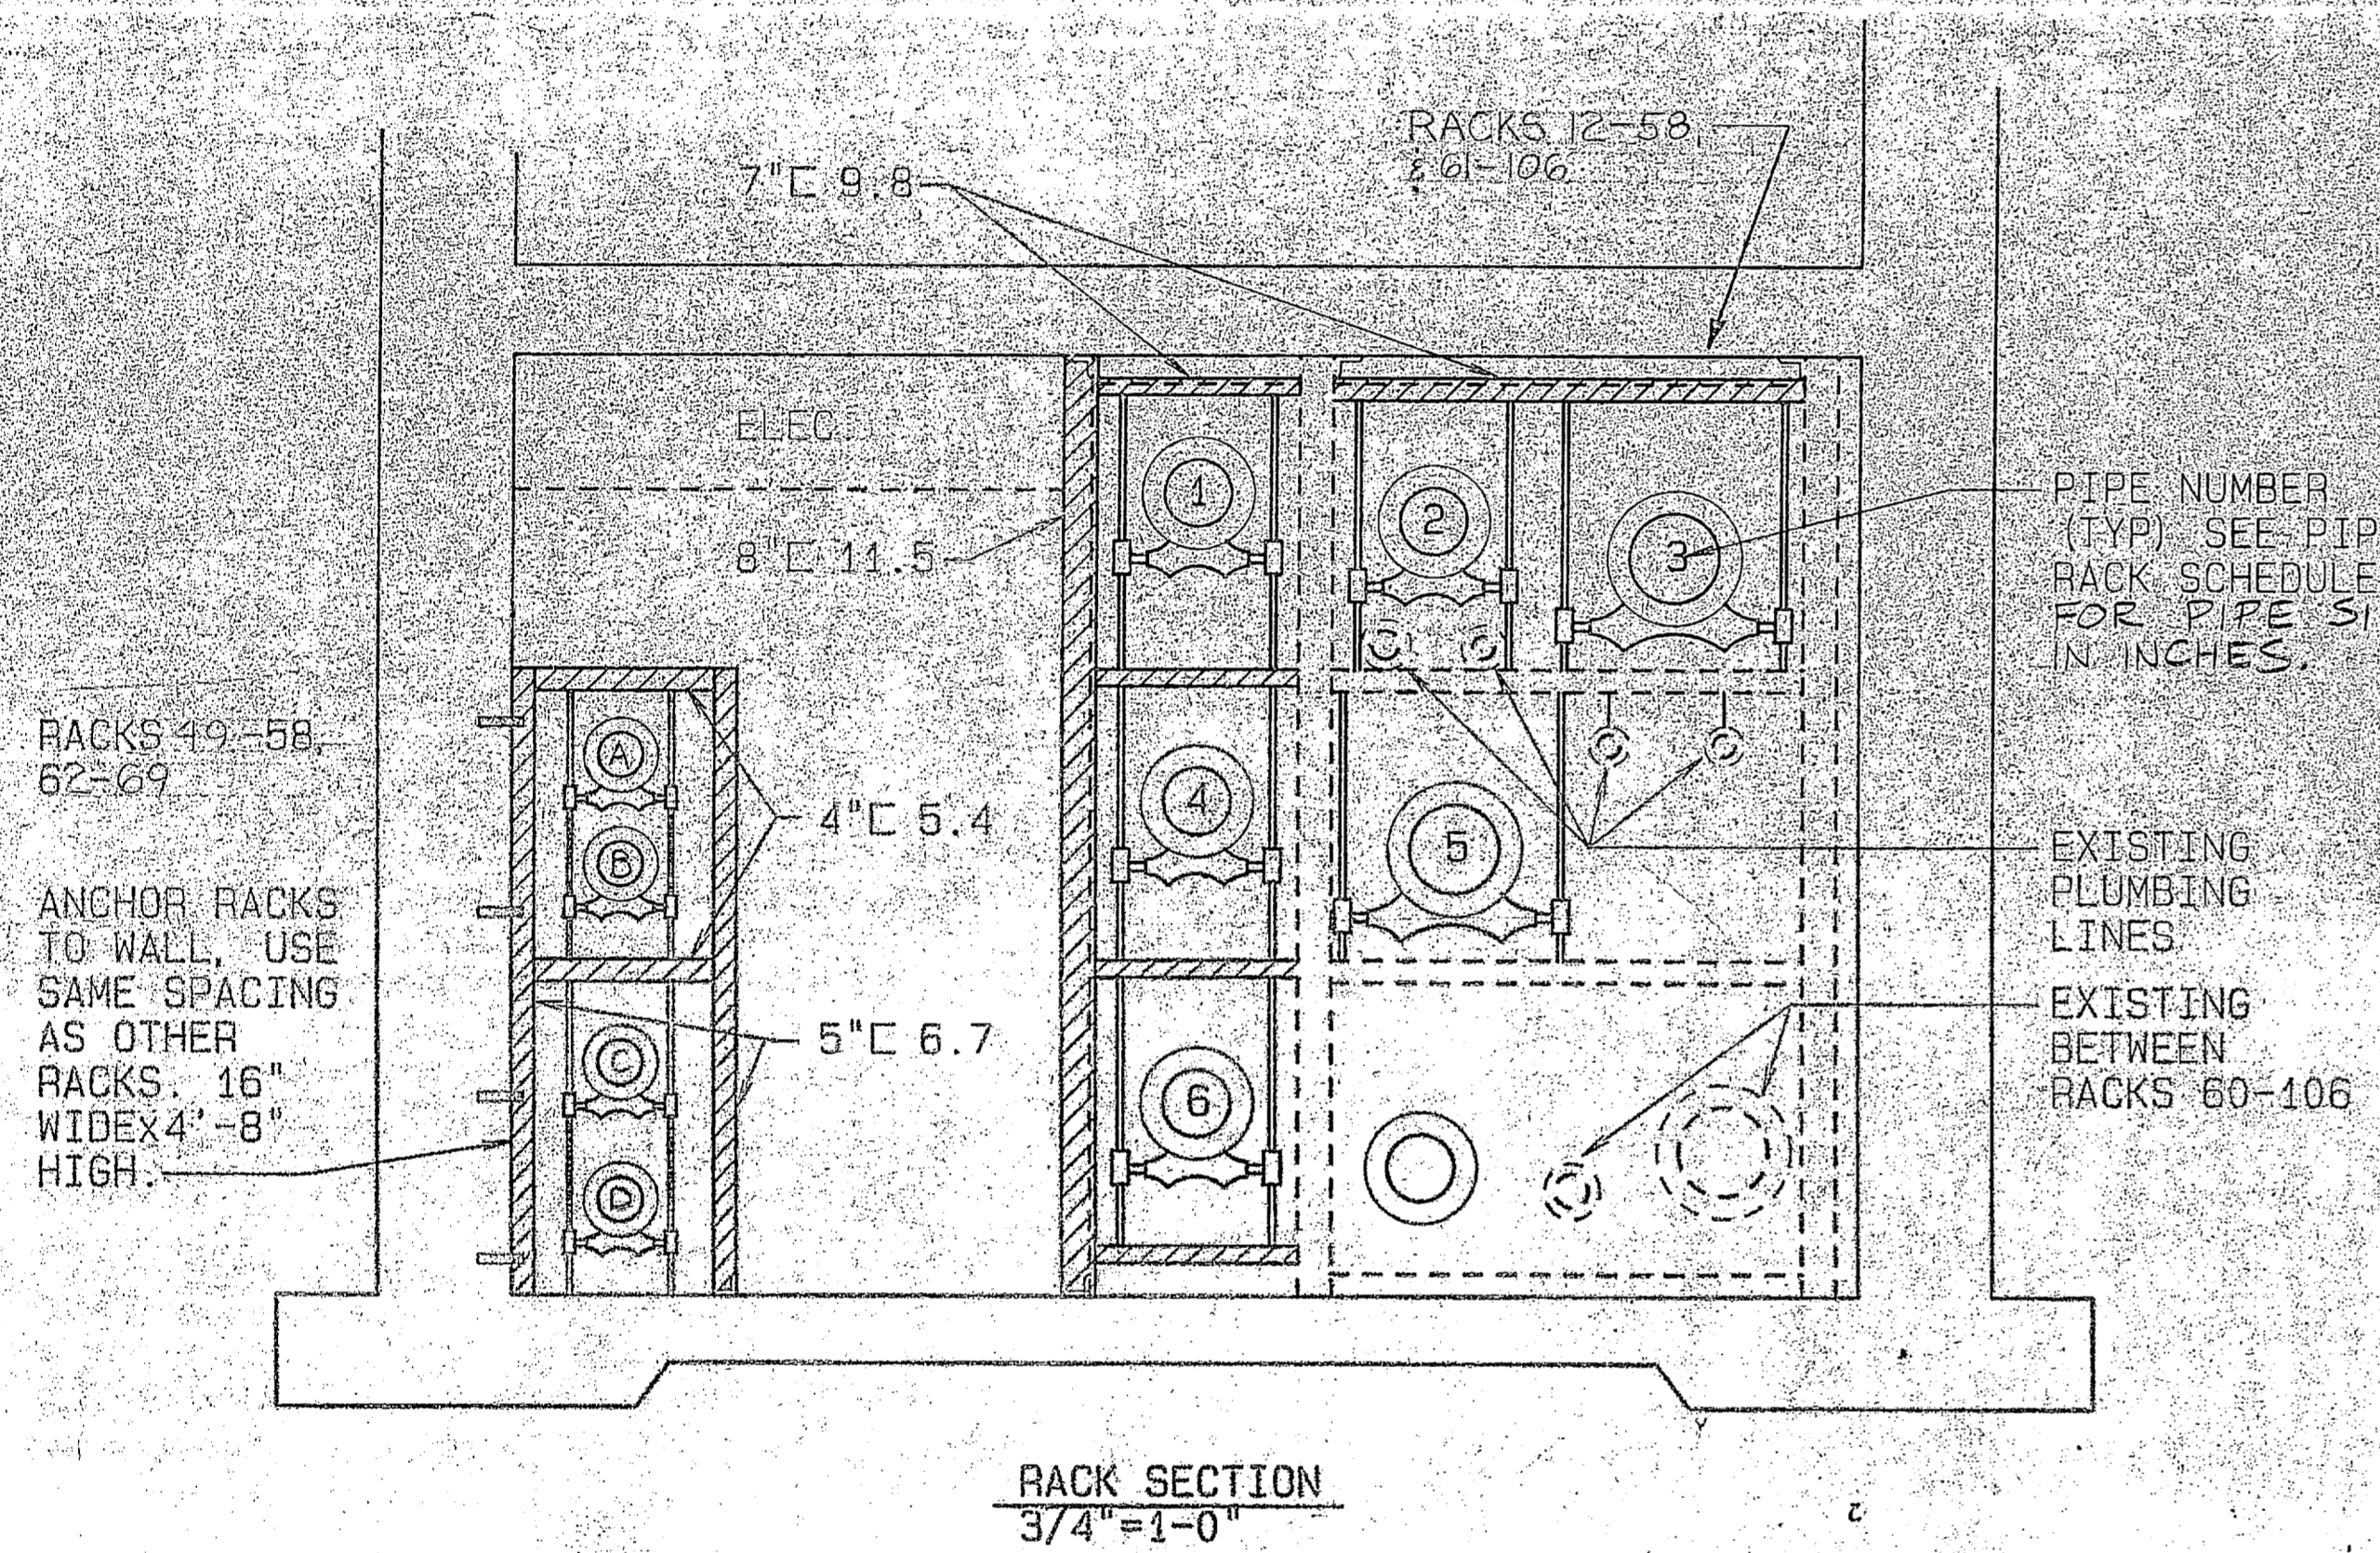 RACKS 12-58,
& 61-106
7"⊏ 9.8
ELEC.
8"⊏ 11.5
1
2
3
PIPE NUMBER
(TYP) SEE PIP
RACK SCHEDULE
FOR PIPE SI
IN INCHES.
RACKS 49-58,
62-69
A
B
4"⊏ 5.4
4
5
EXISTING
PLUMBING
LINES
ANCHOR RACKS
TO WALL, USE
SAME SPACING
AS OTHER
RACKS. 16"
WIDEx4'-8"
HIGH.
5"⊏ 6.7
C
D
6
EXISTING
BETWEEN
RACKS 60-106
RACK SECTION
3/4"=1-0"